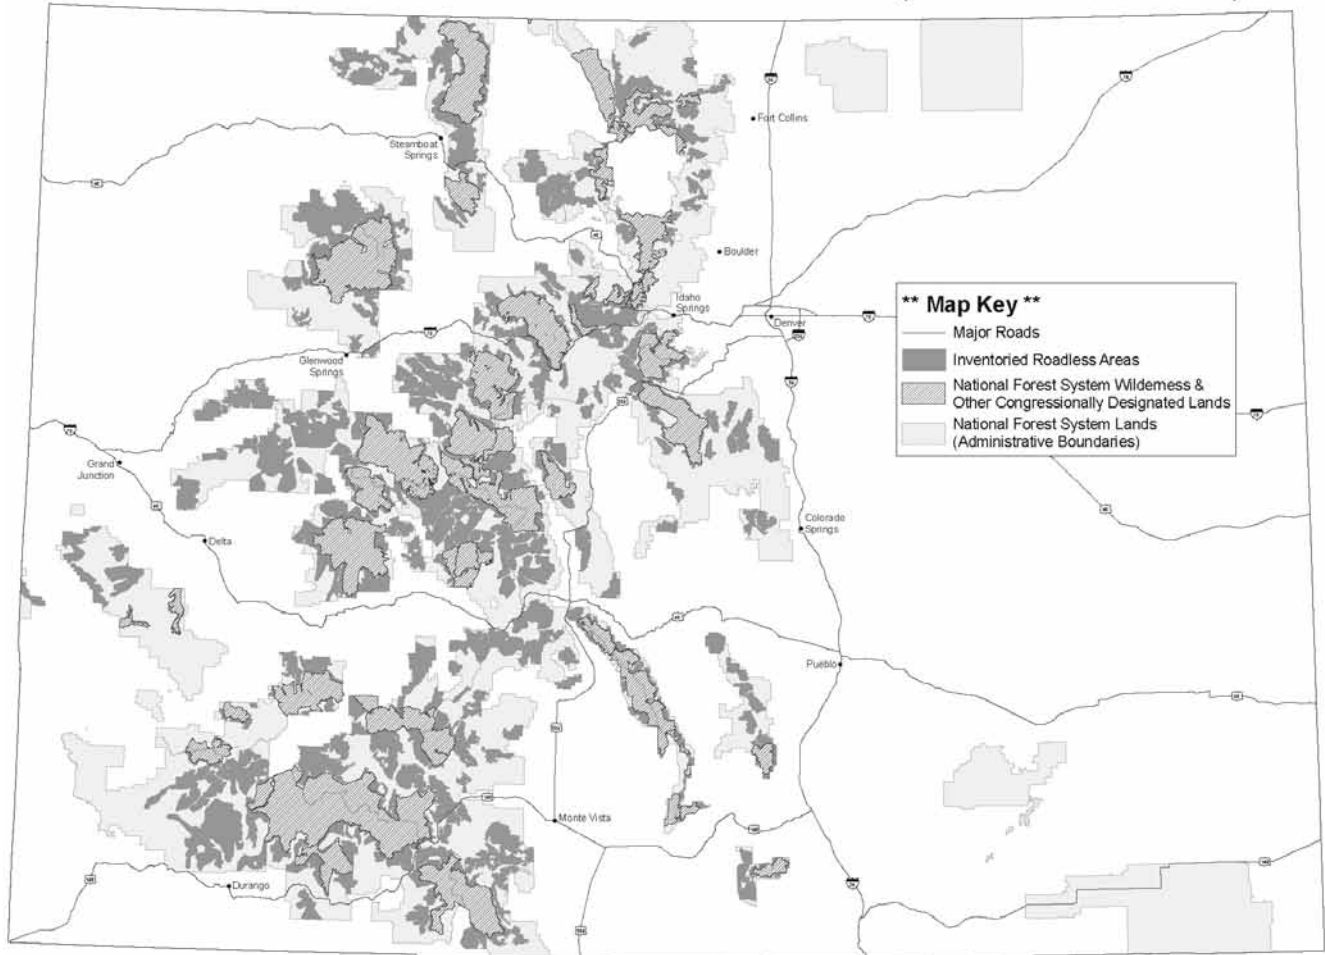 Fort Collins
Steamboat
Springs
Boulder
Idaho
Springs
Denver
Glenwood
Springs
Grand
Junction
Delta
Colorado
Springs
Pueblo
Monte Vista
Durango
** Map Key **
Major Roads
Inventoried Roadless Areas
National Forest System Wilderness &
Other Congressionally Designated Lands
National Forest System Lands
(Administrative Boundaries)